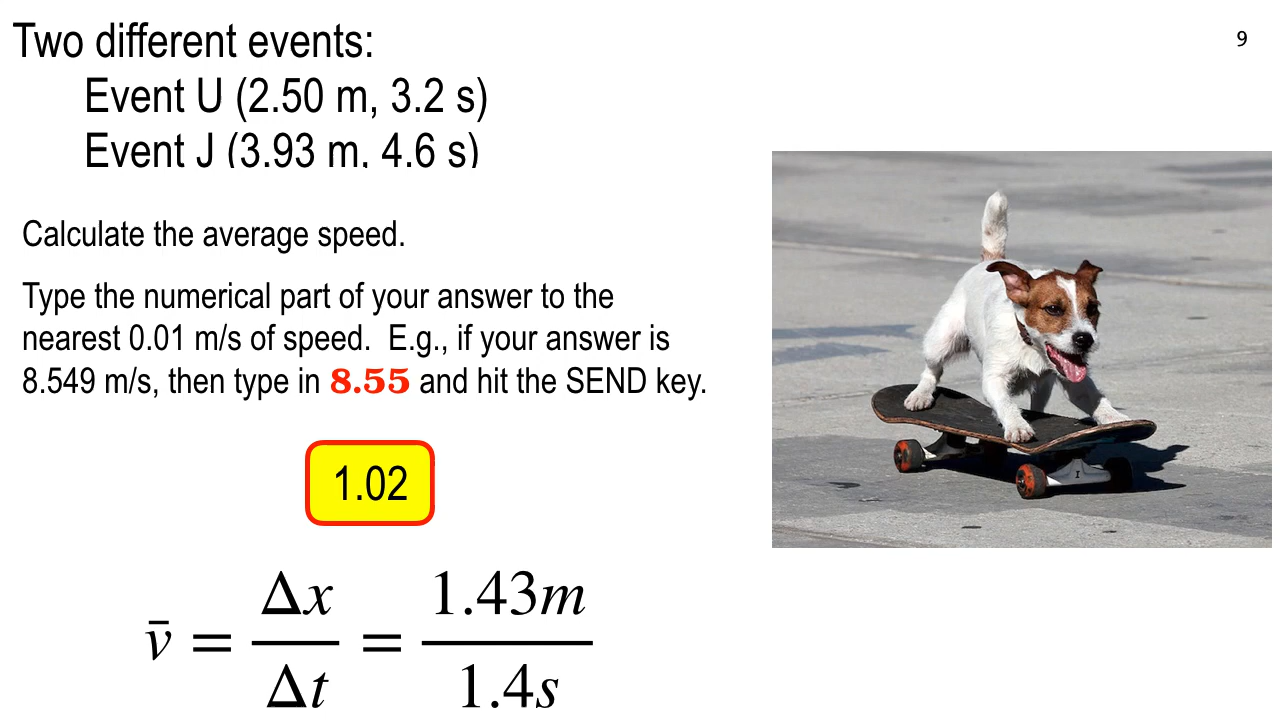 Two different events:
9
Event U (2.50 m, 3.2 s)
Event J (3.93 m, 4.6 s)
Calculate the average speed.
Type the numerical part of your answer to the
nearest 0.01 m/s of speed.  E.g., if your answer is
8.549 m/s, then type in 8.55 and hit the SEND key.
1.02
v̄ = Δx/Δt = 1.43m/1.4s